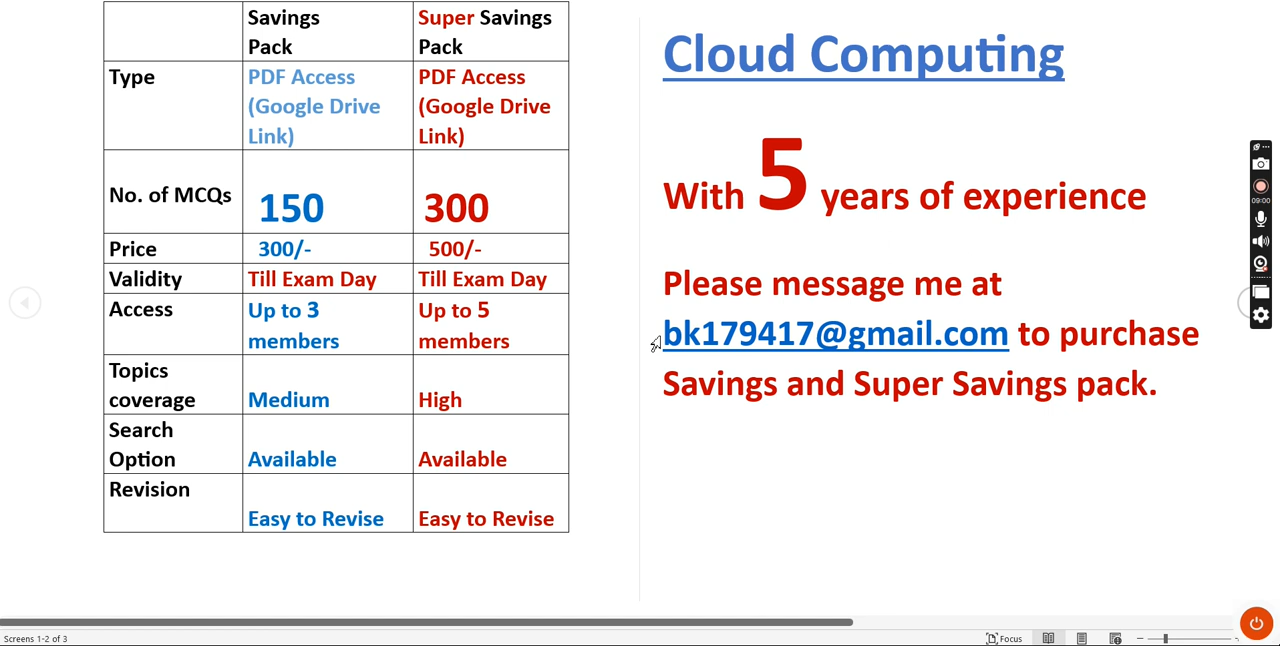 Savings Pack Super Savings Pack
Type PDF Access (Google Drive Link) PDF Access (Google Drive Link)
No. of MCQs 150 300
Price 300/- 500/-
Validity Till Exam Day Till Exam Day
Access Up to 3 members Up to 5 members
Topics coverage Medium High
Search Option Available Available
Revision Easy to Revise Easy to Revise
Cloud Computing
With 5 years of experience
Please message me at
bk179417@gmail.com to purchase
Savings and Super Savings pack.
09:00
Screens 1-2 of 3
Focus